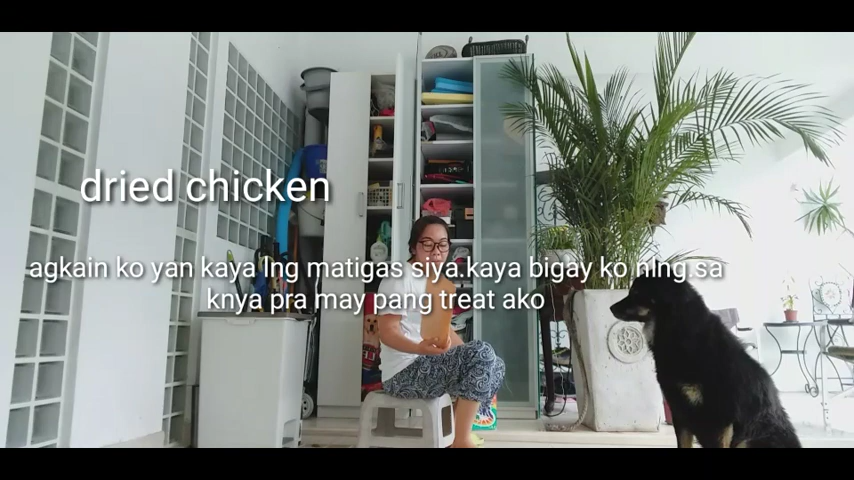 dried chicken
agkain ko yan kaya lng matigas siya.kaya bigay ko ning.sa
knya pra may pang treat ako